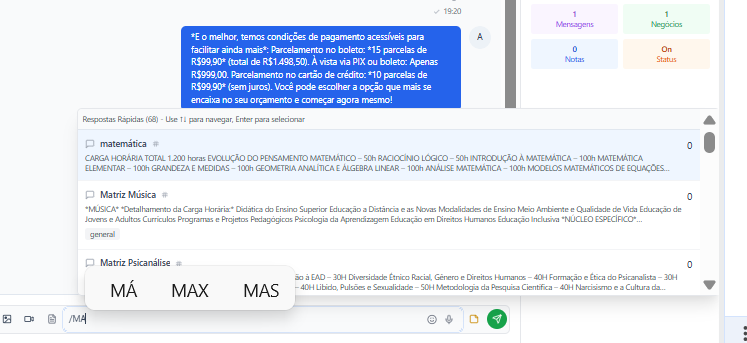 19:20
*E o melhor, temos condições de pagamento acessíveis para
facilitar ainda mais*: Parcelamento no boleto: *15 parcelas de
R$99,90* (total de R$1.498,50). À vista via PIX ou boleto: Apenas
R$999,00. Parcelamento no cartão de crédito: *10 parcelas de
R$99,90* (sem juros). Você pode escolher a opção que mais se
encaixa no seu orçamento e começar agora mesmo!
A
1
Mensagens
1
Negócios
0
Notas
On
Status
Respostas Rápidas (68) - Use ↑↓ para navegar, Enter para selecionar
matemática #
0
CARGA HORÁRIA TOTAL 1.200 horas EVOLUÇÃO DO PENSAMENTO MATEMÁTICO – 50h RACIOCÍNIO LÓGICO – 50h INTRODUÇÃO À MATEMÁTICA – 100h MATEMÁTICA
ELEMENTAR – 100h GRANDEZA E MEDIDAS – 100h GEOMETRIA ANALÍTICA E ÁLGEBRA LINEAR – 100h ANÁLISE MATEMÁTICA – 100h MODELOS MATEMÁTICOS DE EQUAÇÕES...
Matriz Música #
0
*MÚSICA* *Detalhamento da Carga Horária:* Didática do Ensino Superior Educação a Distância e as Novas Modalidades de Ensino Meio Ambiente e Qualidade de Vida Educação de
Jovens e Adultos Currículos Programas e Projetos Pedagógicos Psicologia da Aprendizagem Educação em Direitos Humanos Educação Inclusiva *NÚCLEO ESPECÍFICO*...
general
Matriz Psicanálise #
0
ão à EAD – 30H Diversidade Étnico Racial, Gênero e Direitos Humanos – 40H Formação e Ética do Psicanalista – 30H
– 40H Libido, Pulsões e Sexualidade – 50H Metodologia da Pesquisa Científica – 40H Narcisismo e a Cultura da...
MÁ MAX MAS
/MA